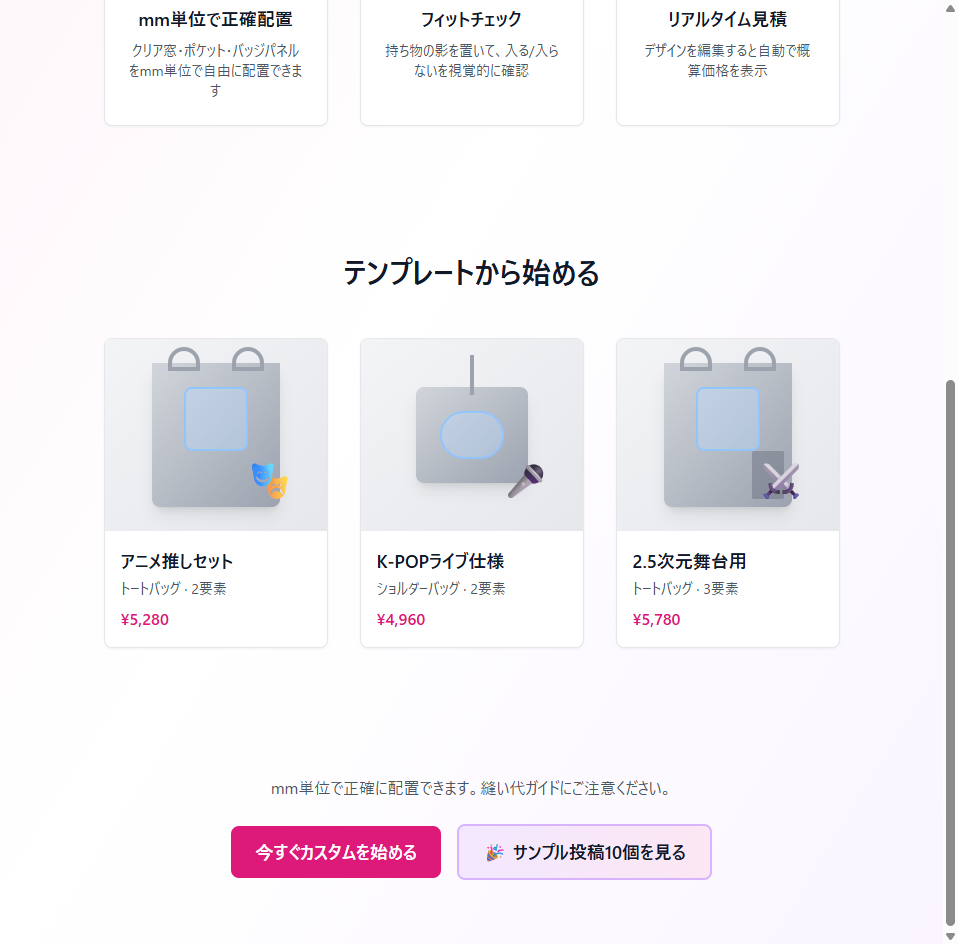 mm単位で正確配置
クリア窓・ポケット・バッジパネル
をmm単位で自由に配置できま
す
フィットチェック
持ち物の影を置いて、入る/入ら
ないを視覚的に確認
リアルタイム見積
デザインを編集すると自動で概
算価格を表示
テンプレートから始める
アニメ推しセット
トートバッグ · 2要素
¥5,280
K-POPライブ仕様
ショルダーバッグ · 2要素
¥4,960
2.5次元舞台用
トートバッグ · 3要素
¥5,780
mm単位で正確に配置できます。縫い代ガイドにご注意ください。
今すぐカスタムを始める
🎉 サンプル投稿10個を見る